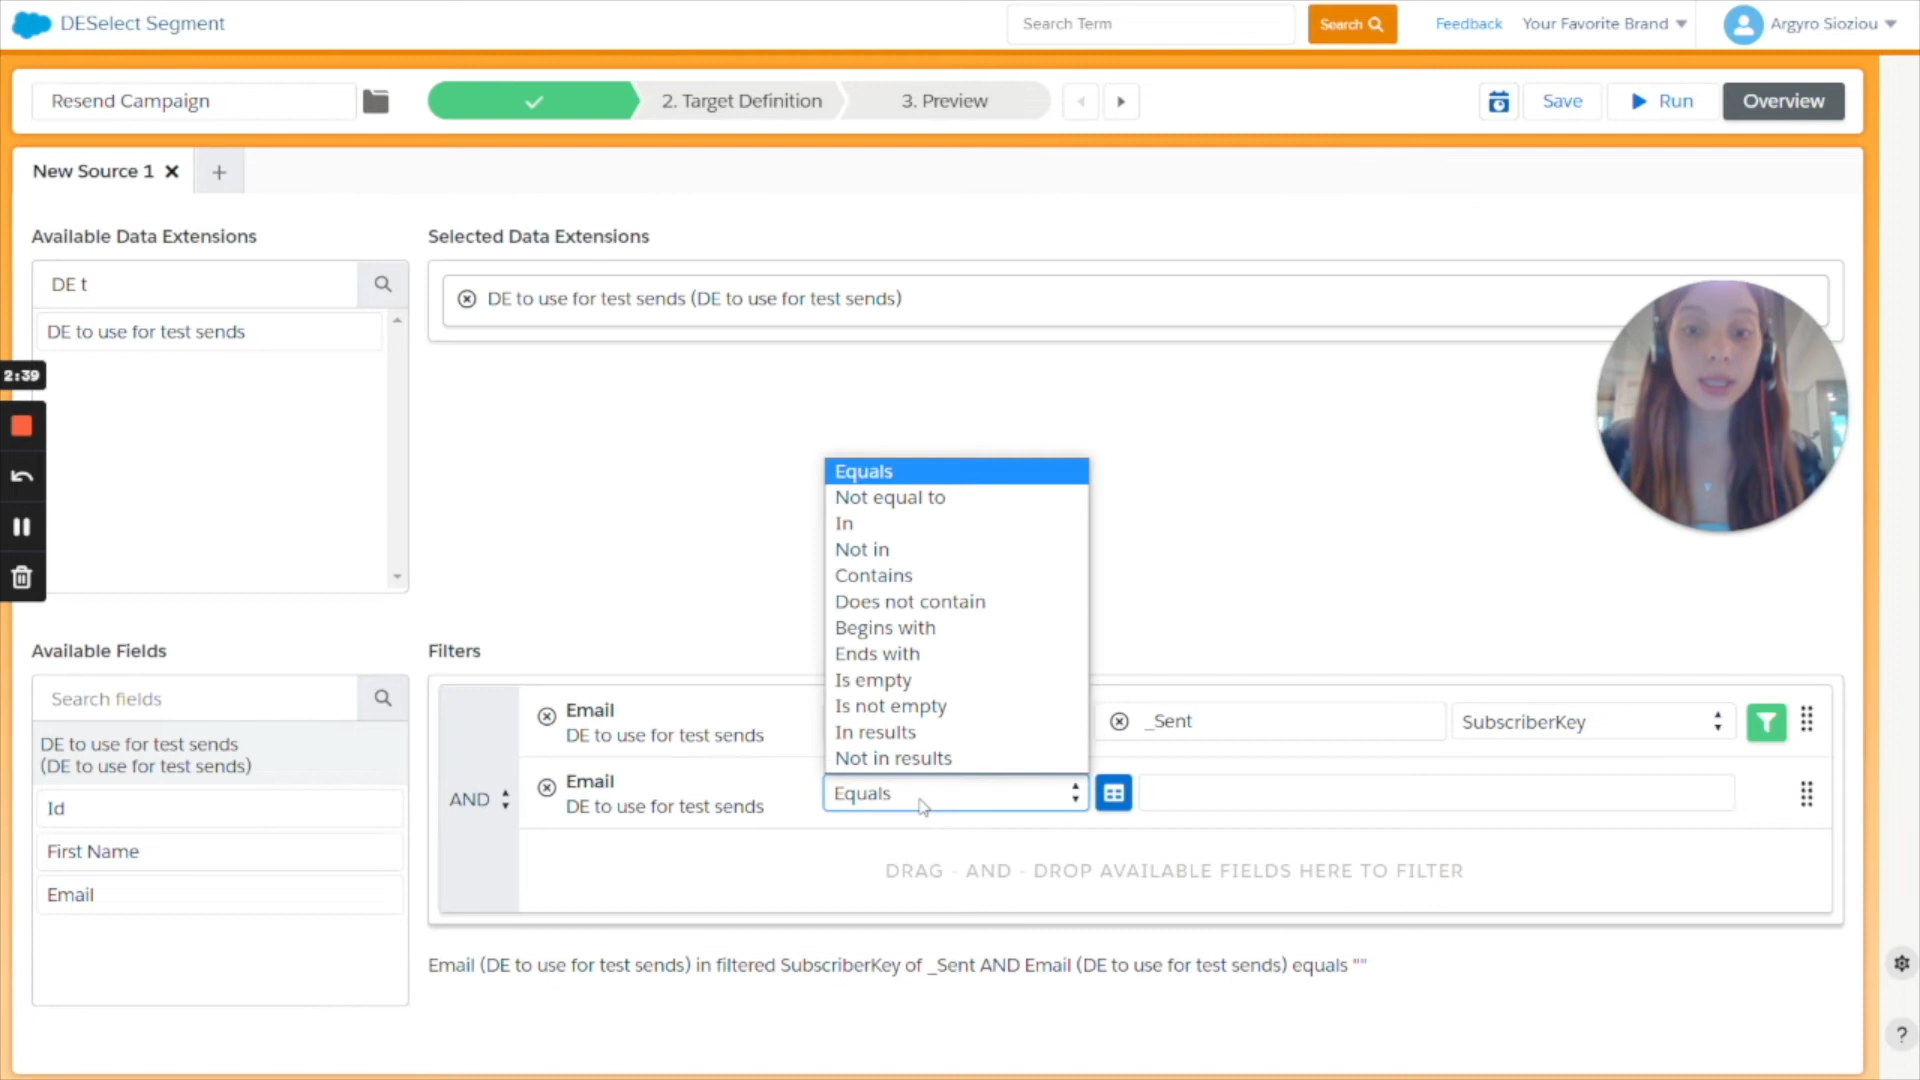 DESelect Segment
Search Term
Search
Feedback
Your Favorite Brand
Argyro Sioziou
Resend Campaign
2. Target Definition
3. Preview
Save
Run
Overview
New Source 1
+
Available Data Extensions
Selected Data Extensions
DE t
DE to use for test sends (DE to use for test sends)
DE to use for test sends
2:39
Equals
Not equal to
In
Not in
Contains
Does not contain
Begins with
Ends with
Is empty
Is not empty
In results
Not in results
Available Fields
Filters
Search fields
DE to use for test sends
(DE to use for test sends)
Id
First Name
Email
AND
Email
DE to use for test sends
_Sent
SubscriberKey
Email
DE to use for test sends
Equals
DRAG - AND - DROP AVAILABLE FIELDS HERE TO FILTER
Email (DE to use for test sends) in filtered SubscriberKey of _Sent AND Email (DE to use for test sends) equals ""
?